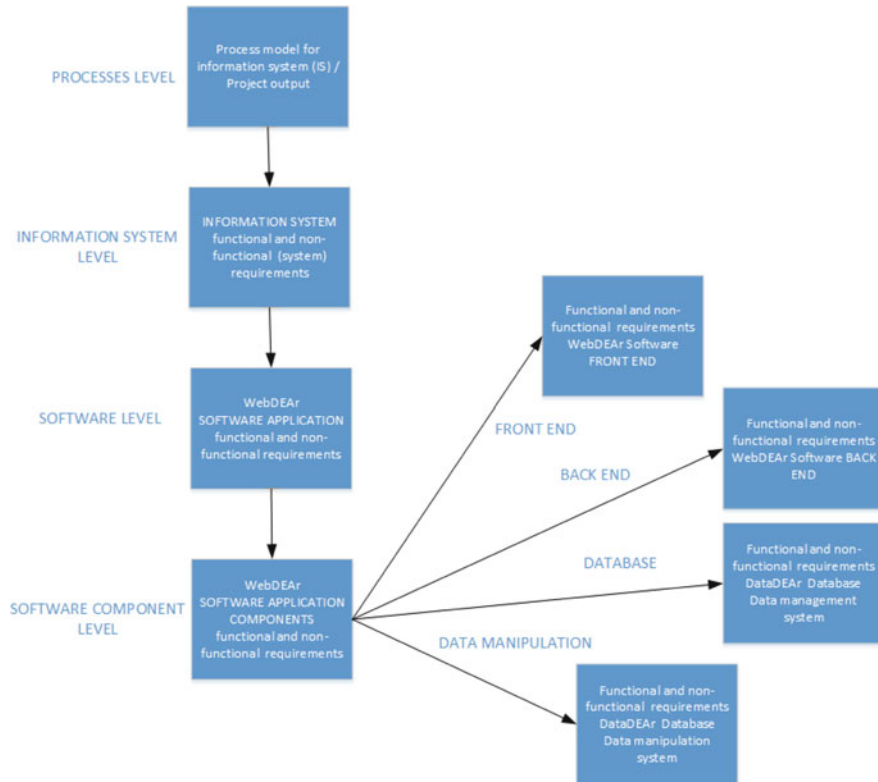 Process model for
information system (IS) /
Project output
PROCESSES LEVEL
INFORMATION SYSTEM
functional and non-
functional (system)
requirements
INFORMATION SYSTEM
LEVEL
WebDEAr
SOFTWARE APPLICATION
functional and non-
functional requirements
SOFTWARE LEVEL
WebDEAr
SOFTWARE APPLICATION
COMPONENTS
functional and non-
functional requirements
SOFTWARE COMPONENT
LEVEL
Functional and non-
functional requirements
WebDEAr Software
FRONT END
FRONT END
Functional and non-
functional requirements
WebDEAr Software BACK
END
BACK END
Functional and non-
functional requirements
DataDEAr Database
Data management
system
DATABASE
DATA MANIPULATION
Functional and non-
functional requirements
DataDEAr Database
Data manipulation
system